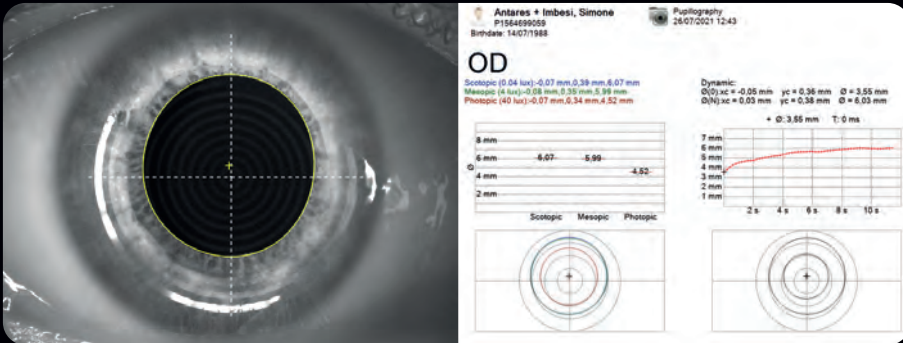 Antares + Imbesi, Simone
P1564699059
Birthdate: 14/07/1988
Pupillography
26/07/2021 12:43
OD
Scotopic (0.04 lux):-0,07 mm,0,39 mm,6,07 mm
Mesopic (4 lux):-0,08 mm,0,35 mm,5,99 mm
Photopic (40 lux):-0,07 mm,0,34 mm,4,52 mm
Dynamic:
Ø(0):xc = -0,05 mm yc = 0,36 mm Ø = 3,55 mm
Ø(N):xc = 0,03 mm yc = 0,38 mm Ø = 6,03 mm
+ Ø: 3,55 mm T: 0 ms
8 mm
6 mm
4 mm
2 mm
Ø
6,07
5,99
4,52
Scotopic Mesopic Photopic
7 mm
6 mm
5 mm
4 mm
3 mm
2 mm
1 mm
2 s 4 s 6 s 8 s 10 s